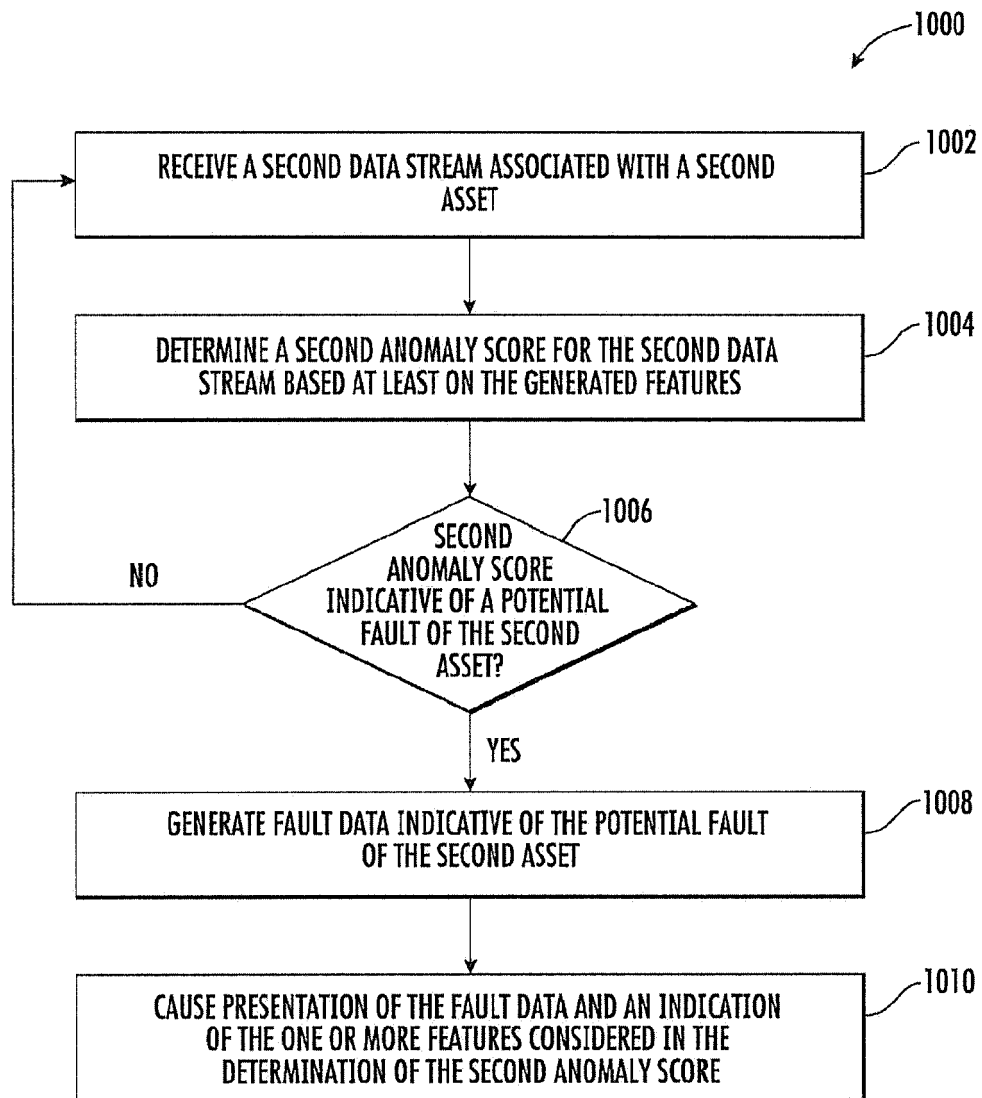 1000
RECEIVE A SECOND DATA STREAM ASSOCIATED WITH A SECOND
ASSET
1002
DETERMINE A SECOND ANOMALY SCORE FOR THE SECOND DATA
STREAM BASED AT LEAST ON THE GENERATED FEATURES
1004
SECOND
ANOMALY SCORE
INDICATIVE OF A POTENTIAL
FAULT OF THE SECOND
ASSET?
1006
NO
YES
GENERATE FAULT DATA INDICATIVE OF THE POTENTIAL FAULT
OF THE SECOND ASSET
1008
CAUSE PRESENTATION OF THE FAULT DATA AND AN INDICATION
OF THE ONE OR MORE FEATURES CONSIDERED IN THE
DETERMINATION OF THE SECOND ANOMALY SCORE
1010